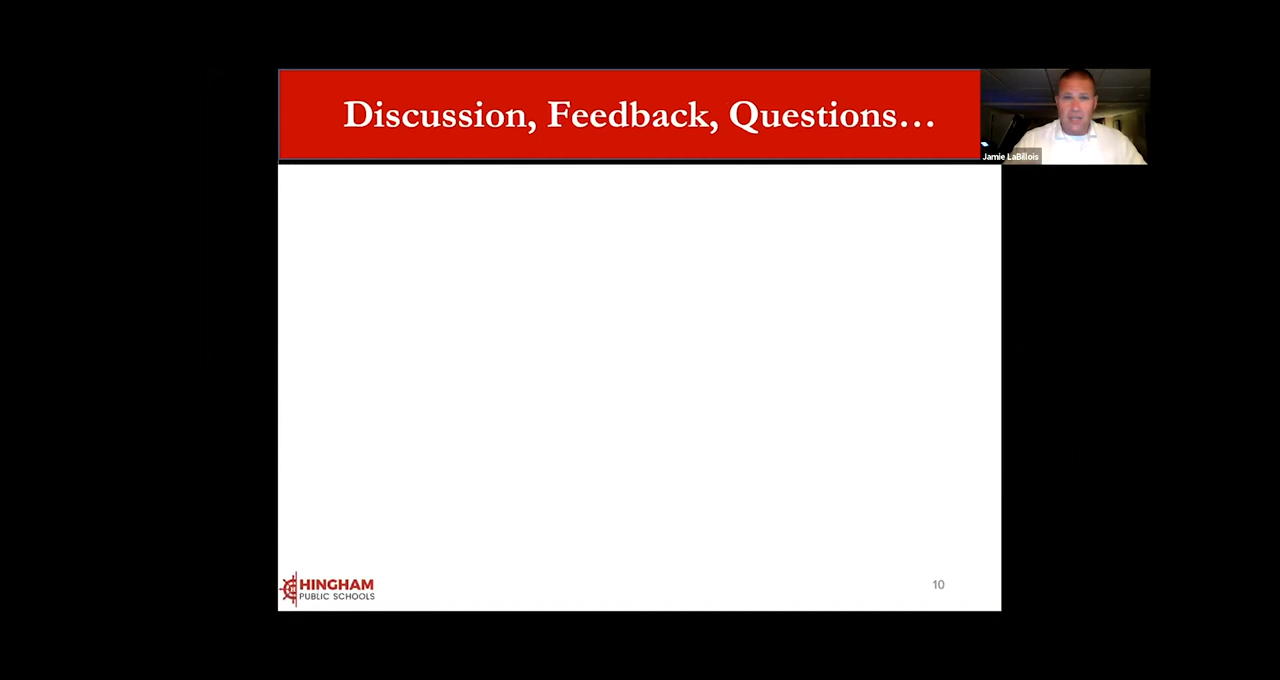 Discussion, Feedback, Questions…
Jamie LaBillois
HINGHAM
PUBLIC SCHOOLS
10